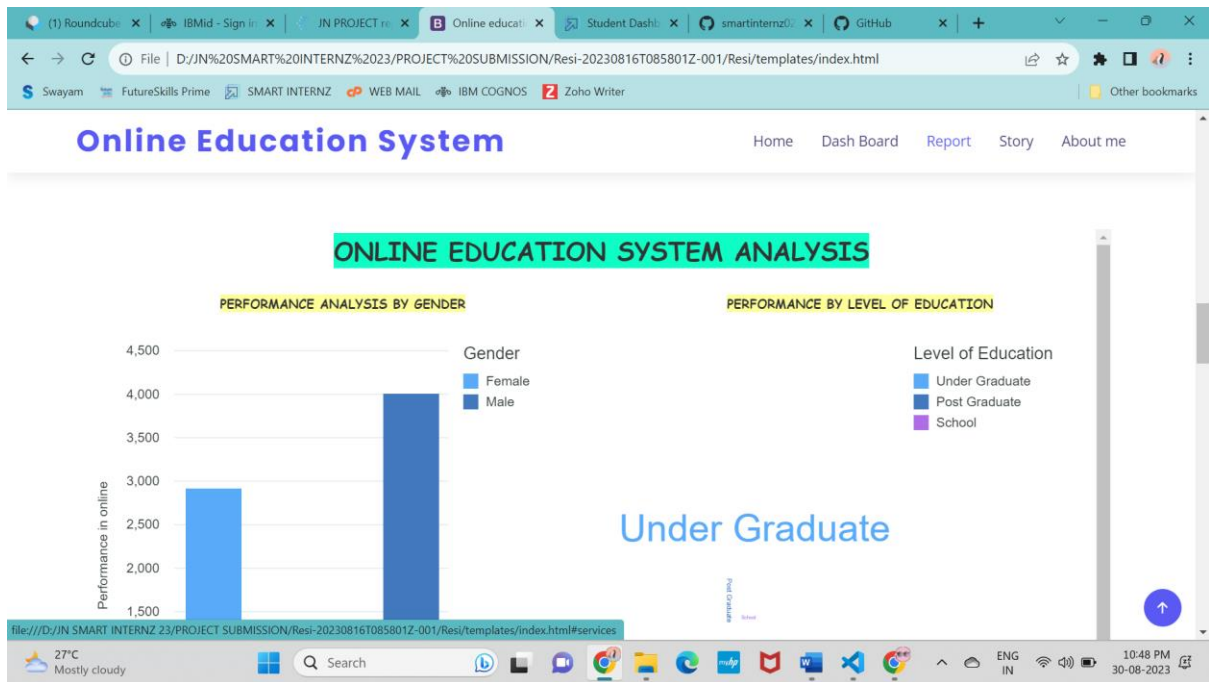 (1) Roundcube
IBMid - Sign in
JN PROJECT re
Online educati
Student Dashb
smartinternz02
GitHub
File | D:/JN%20SMART%20INTERNZ%2023/PROJECT%20SUBMISSION/Resi-20230816T085801Z-001/Resi/templates/index.html
Swayam
FutureSkills Prime
SMART INTERNZ
WEB MAIL
IBM COGNOS
Zoho Writer
Other bookmarks
Online Education System
Home
Dash Board
Report
Story
About me
ONLINE EDUCATION SYSTEM ANALYSIS
PERFORMANCE ANALYSIS BY GENDER
4,500
4,000
3,500
3,000
2,500
2,000
1,500
Performance in online
Gender
Female
Male
PERFORMANCE BY LEVEL OF EDUCATION
Level of Education
Under Graduate
Post Graduate
School
Under Graduate
Post Graduate
School
file:///D:/JN SMART INTERNZ 23/PROJECT SUBMISSION/Resi-20230816T085801Z-001/Resi/templates/index.html#services
27°C
Mostly cloudy
Search
ENG
IN
10:48 PM
30-08-2023